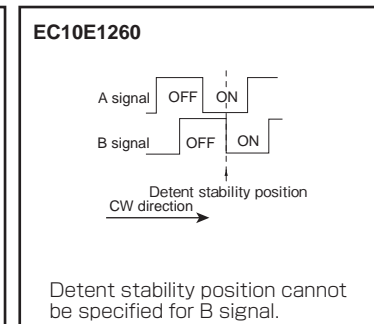 EC10E1260
A signal OFF ON
B signal OFF ON
Detent stability position
CW direction
Detent stability position cannot
be specified for B signal.